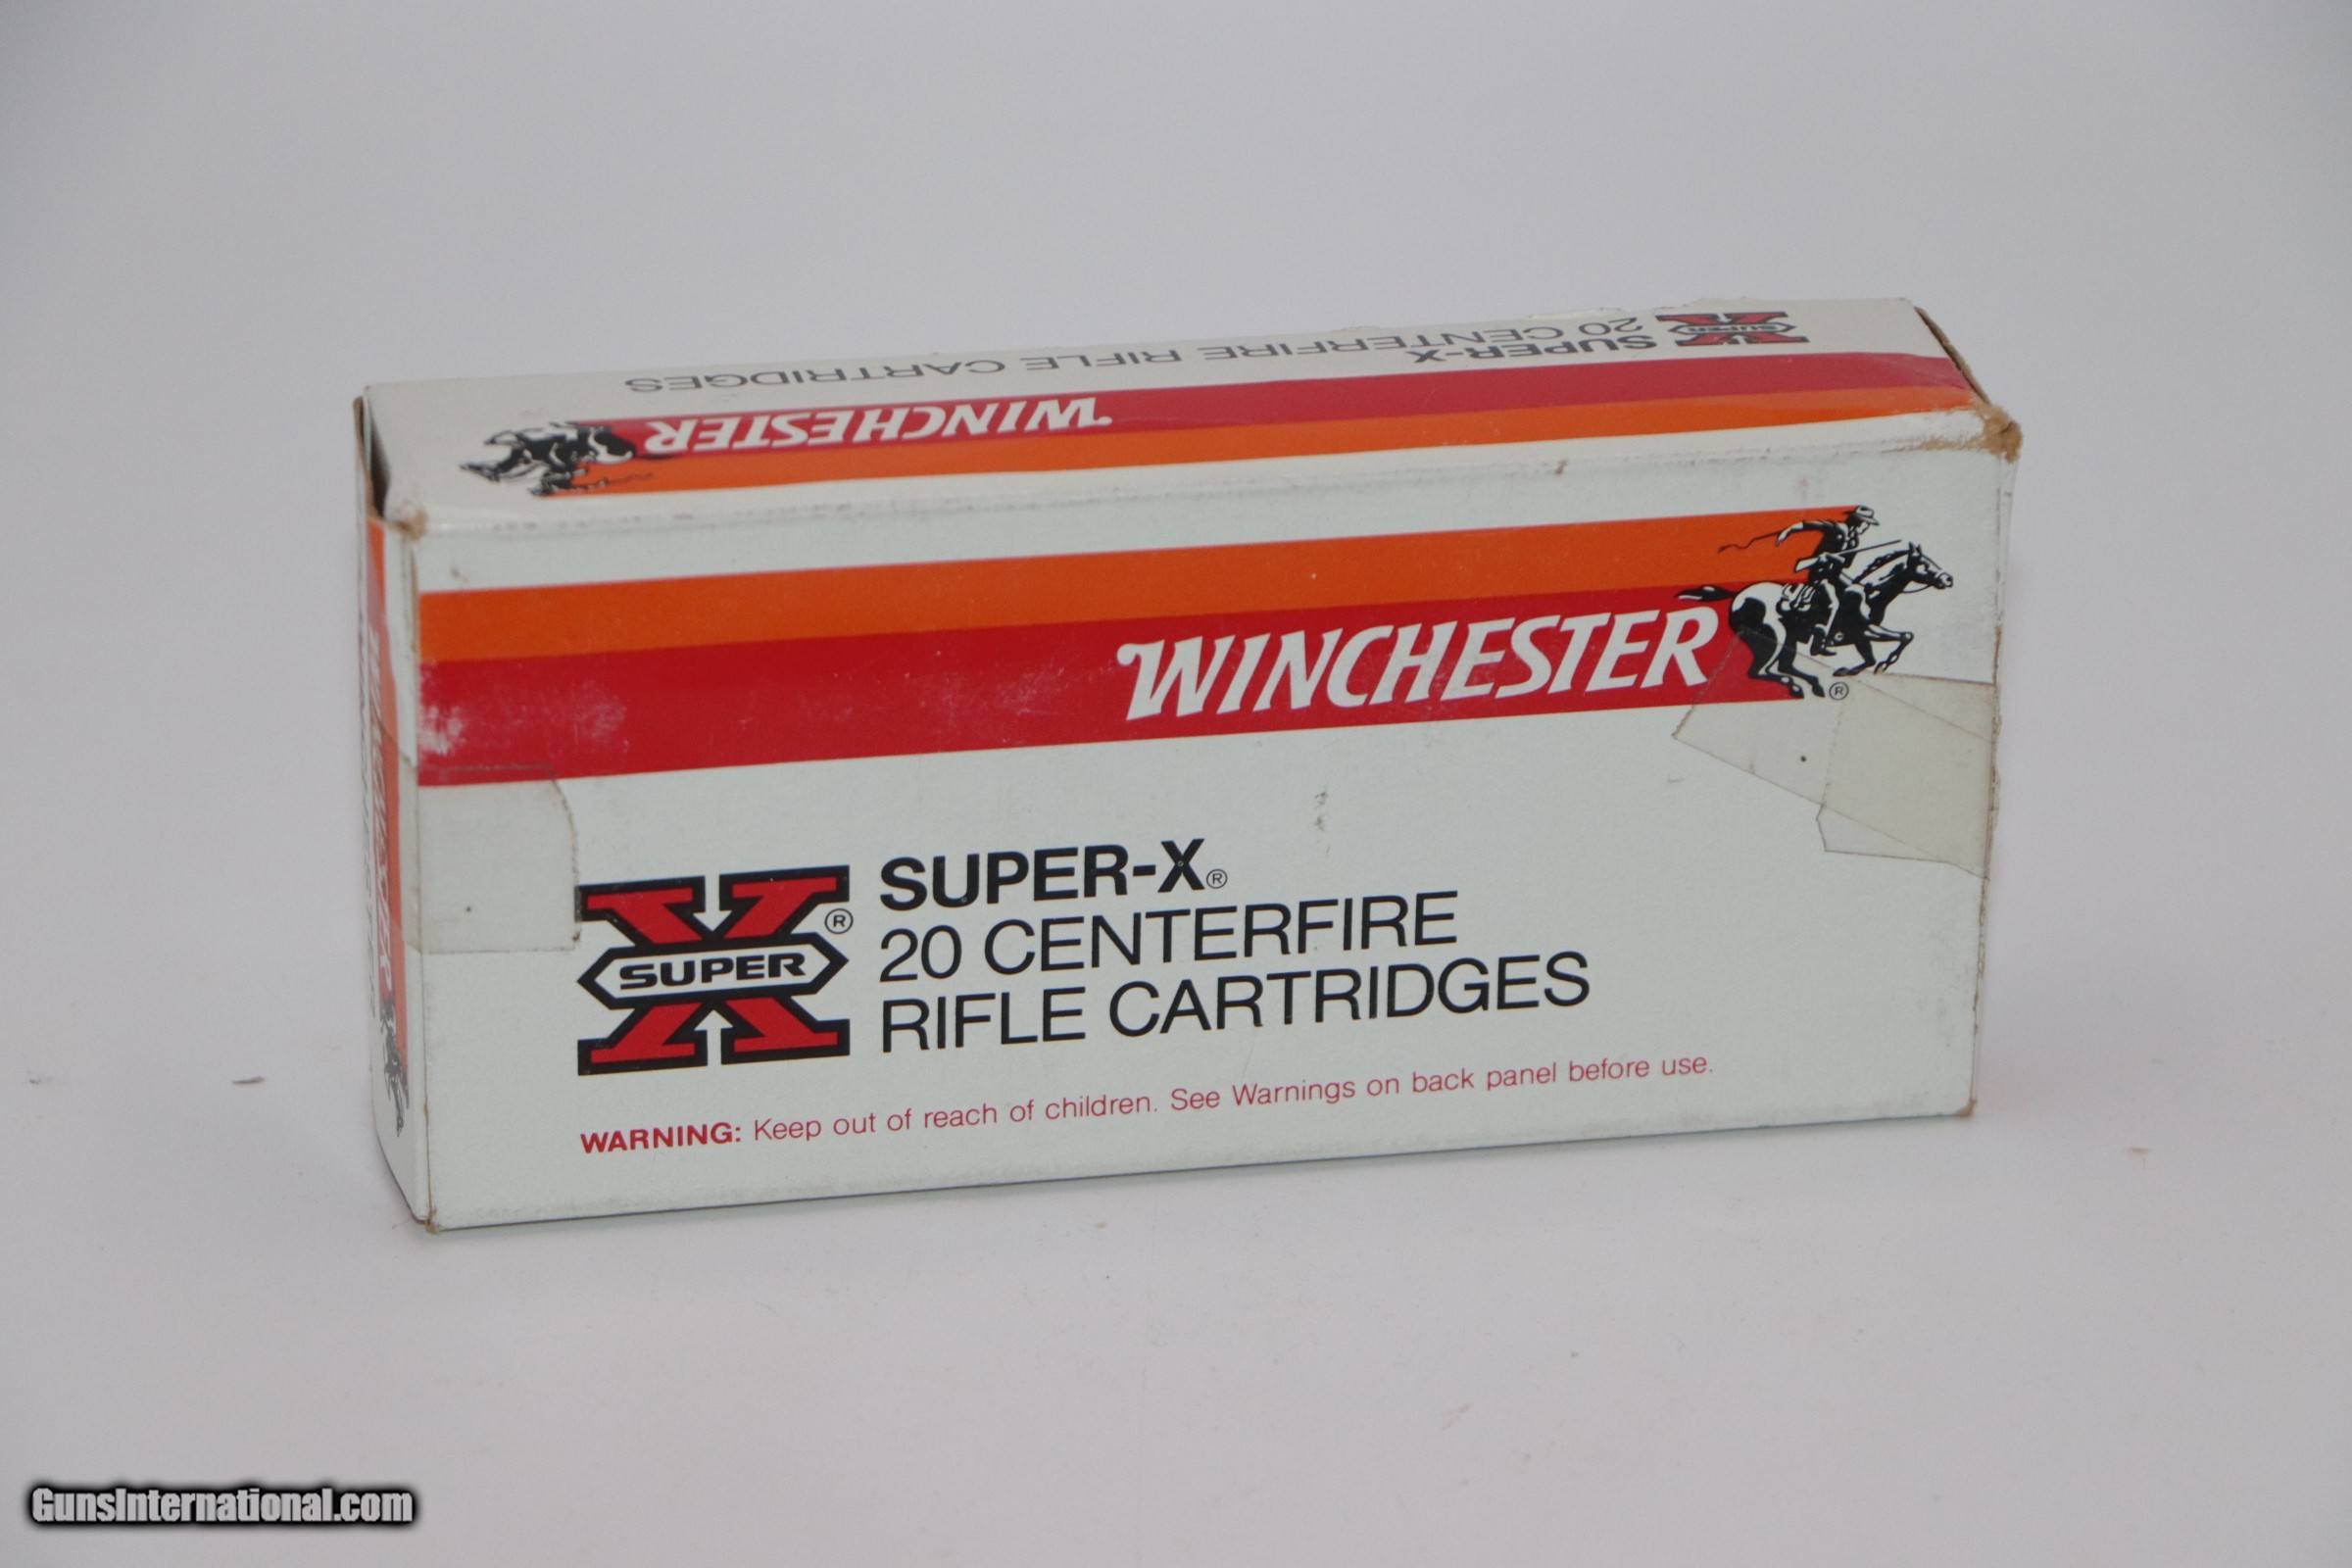 SUPER-X
20 CENTERFIRE RIFLE CARTRIDGES
SUPER X
WINCHESTER
WINCHESTER
®
X SUPER ®
SUPER-X®
20 CENTERFIRE
RIFLE CARTRIDGES
WARNING: Keep out of reach of children. See Warnings on back panel before use.
GunsInternational.com